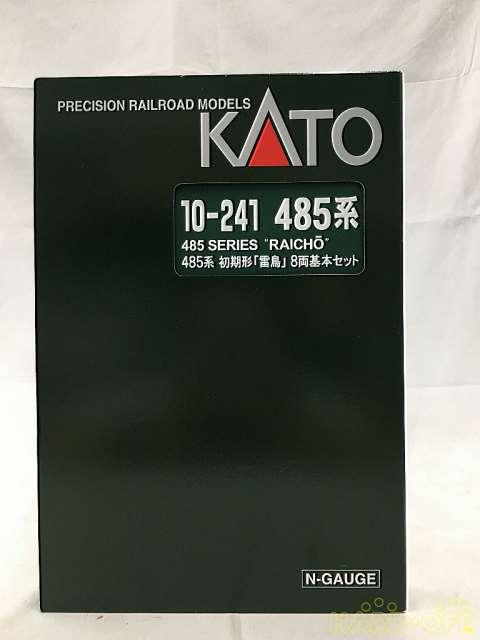 PRECISION RAILROAD MODELS
KATO
10-241 485系
485 SERIES "RAICHŌ"
485系 初期形「雷鳥」8両基本セット
N-GAUGE